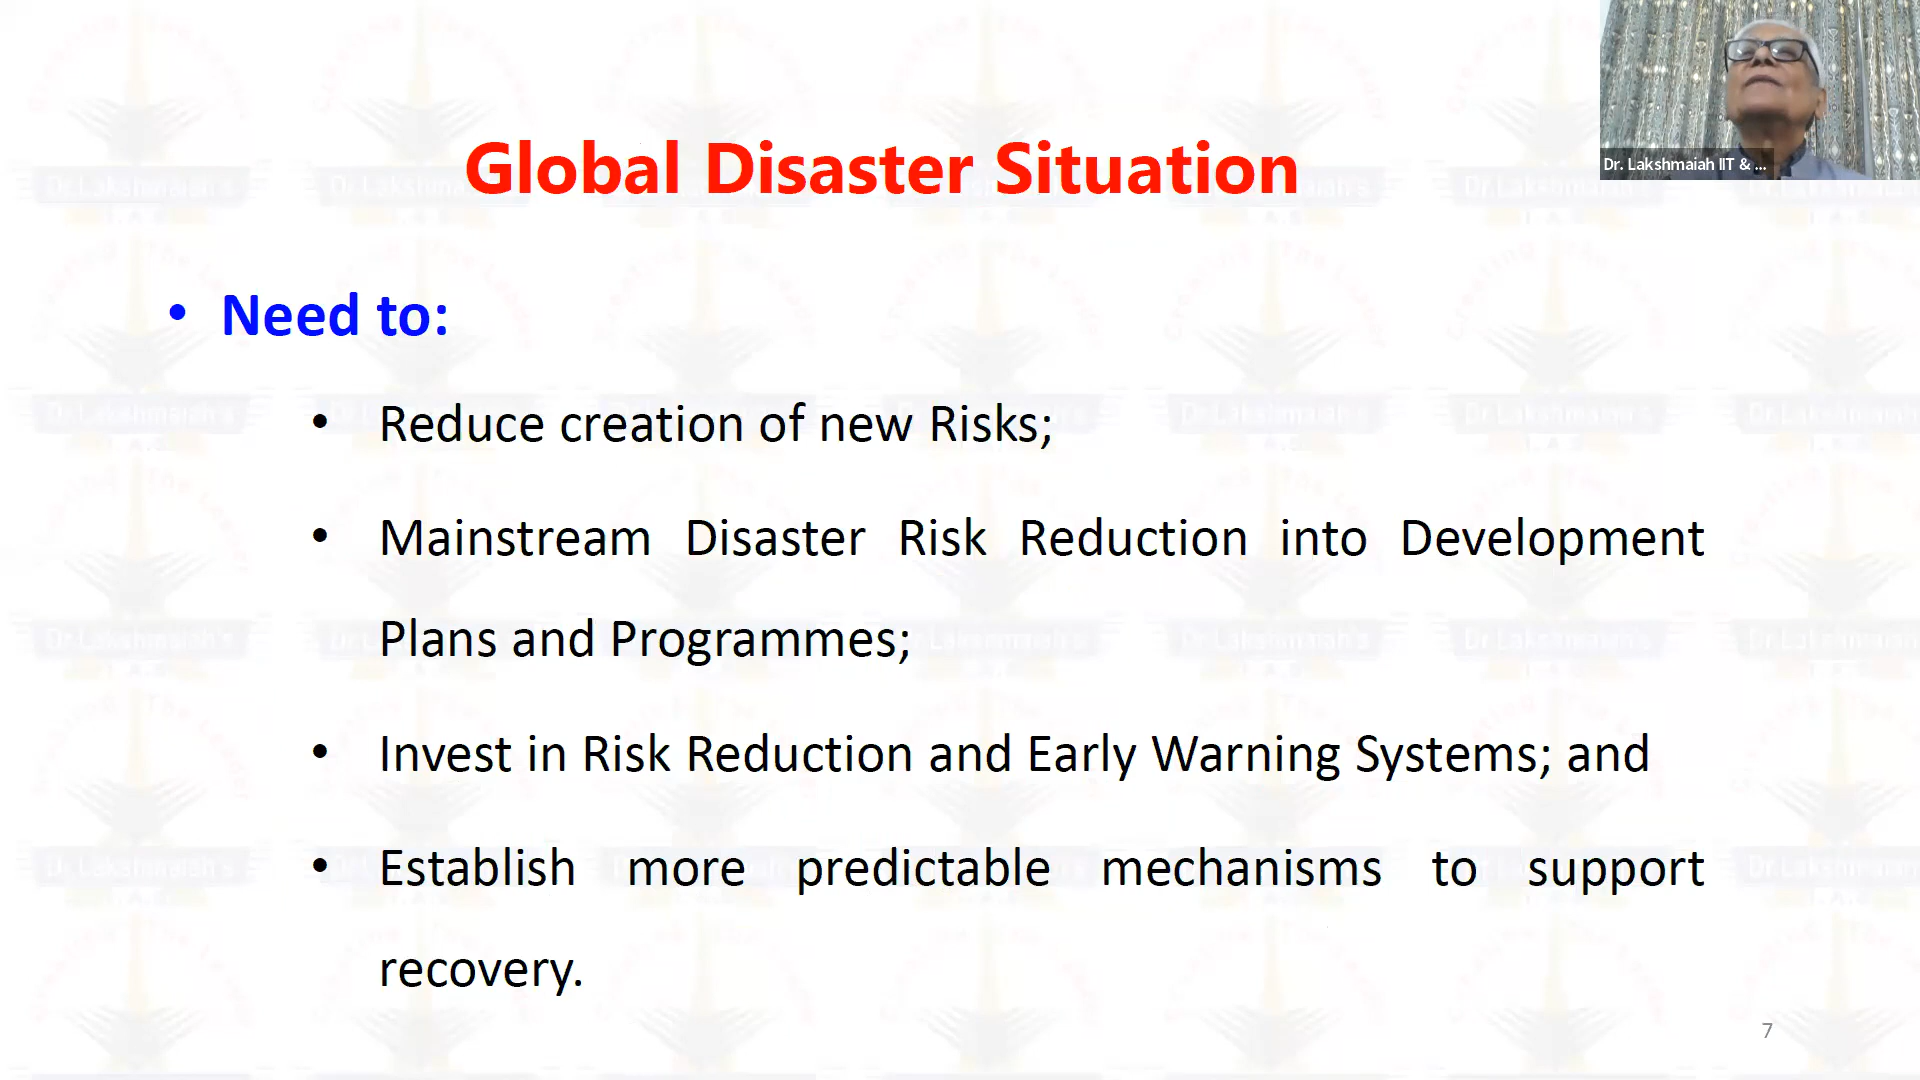 Dr. Lakshmaiah IIT & ...
Global Disaster Situation
• Need to:
• Reduce creation of new Risks;
• Mainstream Disaster Risk Reduction into Development
Plans and Programmes;
• Invest in Risk Reduction and Early Warning Systems; and
• Establish more predictable mechanisms to support
recovery.
7